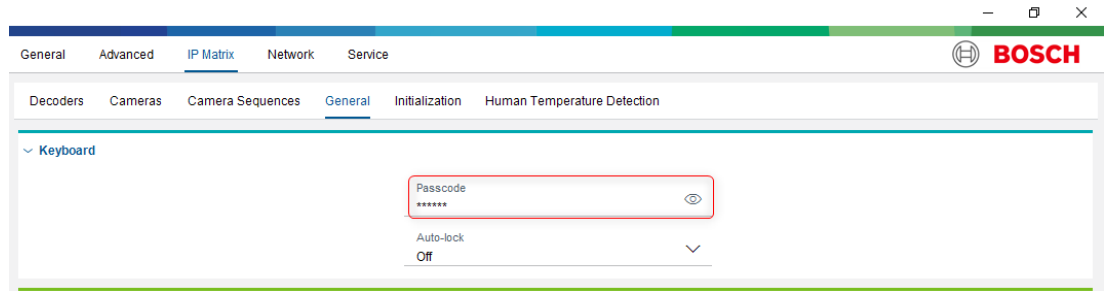 General Advanced IP Matrix Network Service BOSCH
Decoders Cameras Camera Sequences General Initialization Human Temperature Detection
Keyboard
Passcode
******
Auto-lock
Off